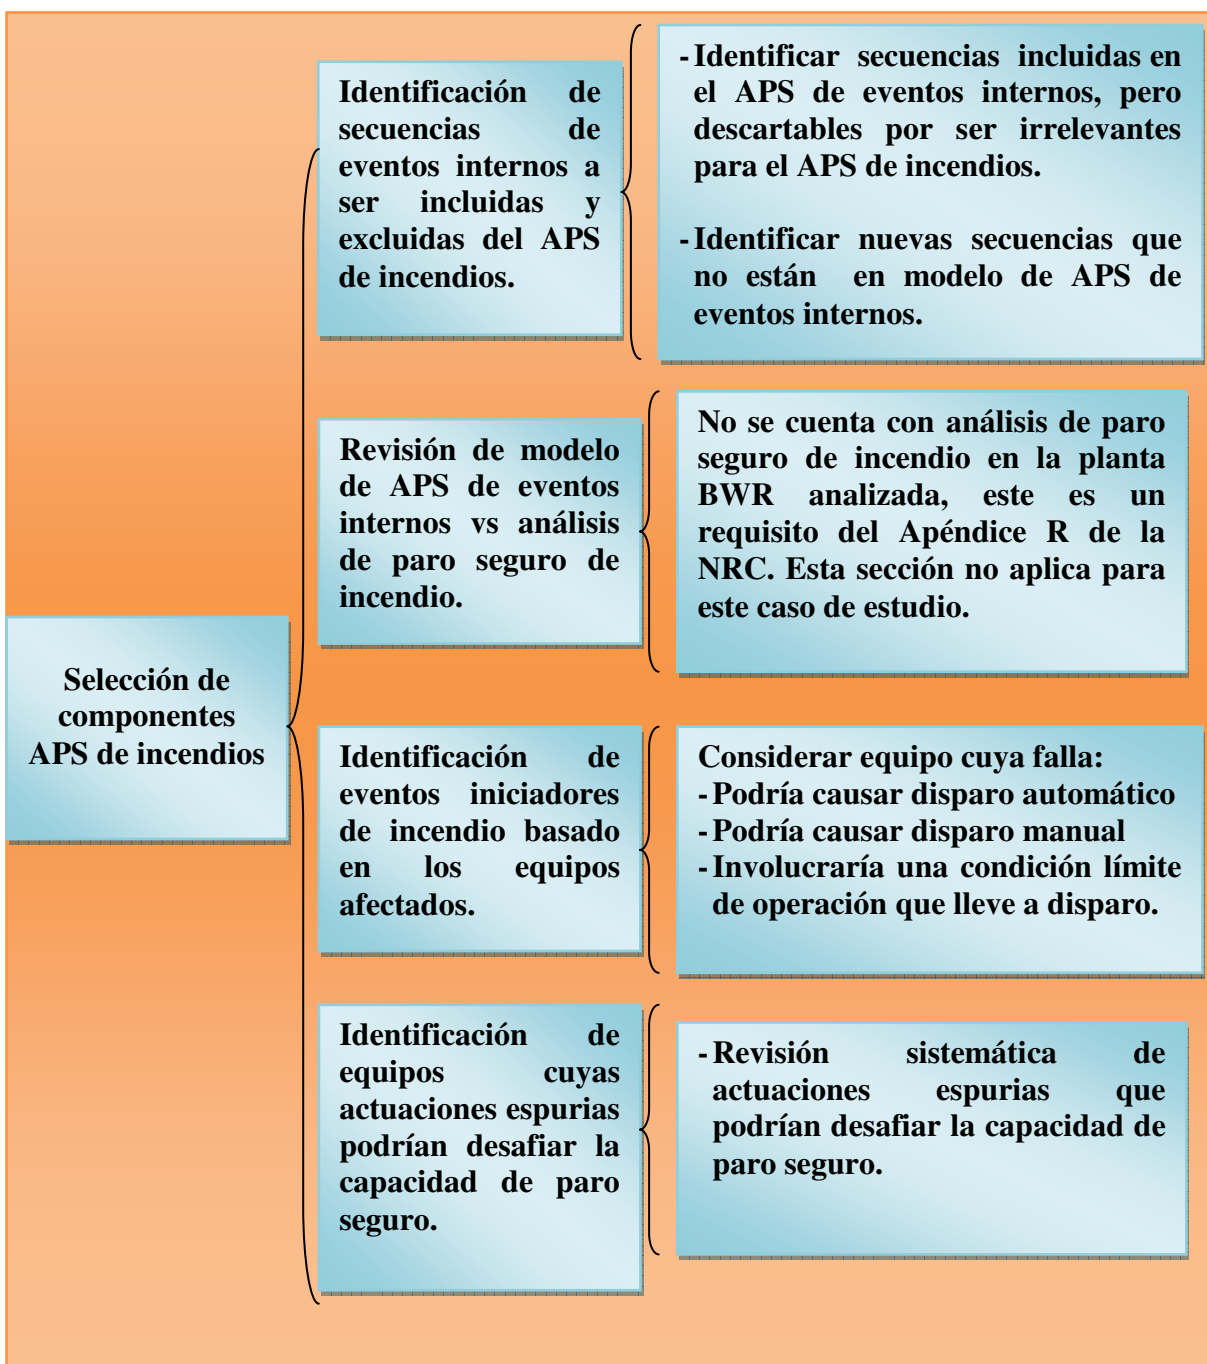 Selección de
componentes
APS de incendios
Identificación de
secuencias de
eventos internos a
ser incluidas y
excluidas del APS
de incendios.
- Identificar secuencias incluidas en
el APS de eventos internos, pero
descartables por ser irrelevantes
para el APS de incendios.
- Identificar nuevas secuencias que
no están en modelo de APS de
eventos internos.
Revisión de modelo
de APS de eventos
internos vs análisis
de paro seguro de
incendio.
No se cuenta con análisis de paro
seguro de incendio en la planta
BWR analizada, este es un
requisito del Apéndice R de la
NRC. Esta sección no aplica para
este caso de estudio.
Identificación de
eventos iniciadores
de incendio basado
en los equipos
afectados.
Considerar equipo cuya falla:
- Podría causar disparo automático
- Podría causar disparo manual
- Involucraría una condición límite
de operación que lleve a disparo.
Identificación de
equipos cuyas
actuaciones espurias
podrían desafiar la
capacidad de paro
seguro.
- Revisión sistemática de
actuaciones espurias que
podrían desafiar la capacidad de
paro seguro.